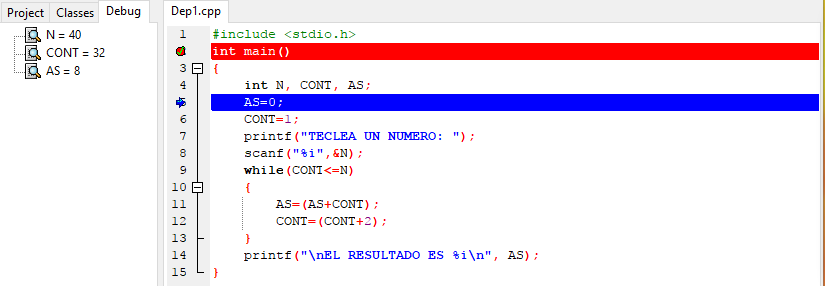 Project Classes Debug
N = 40
CONT = 32
AS = 8
Dep1.cpp
1 #include <stdio.h>
int main()
3 {
4 int N, CONT, AS;
5 AS=0;
6 CONT=1;
7 printf("TECLEA UN NUMERO: ");
8 scanf("%i",&N);
9 while(CONT<=N)
10 {
11 AS=(AS+CONT);
12 CONT=(CONT+2);
13 }
14 printf("\nEL RESULTADO ES %i\n", AS);
15 }